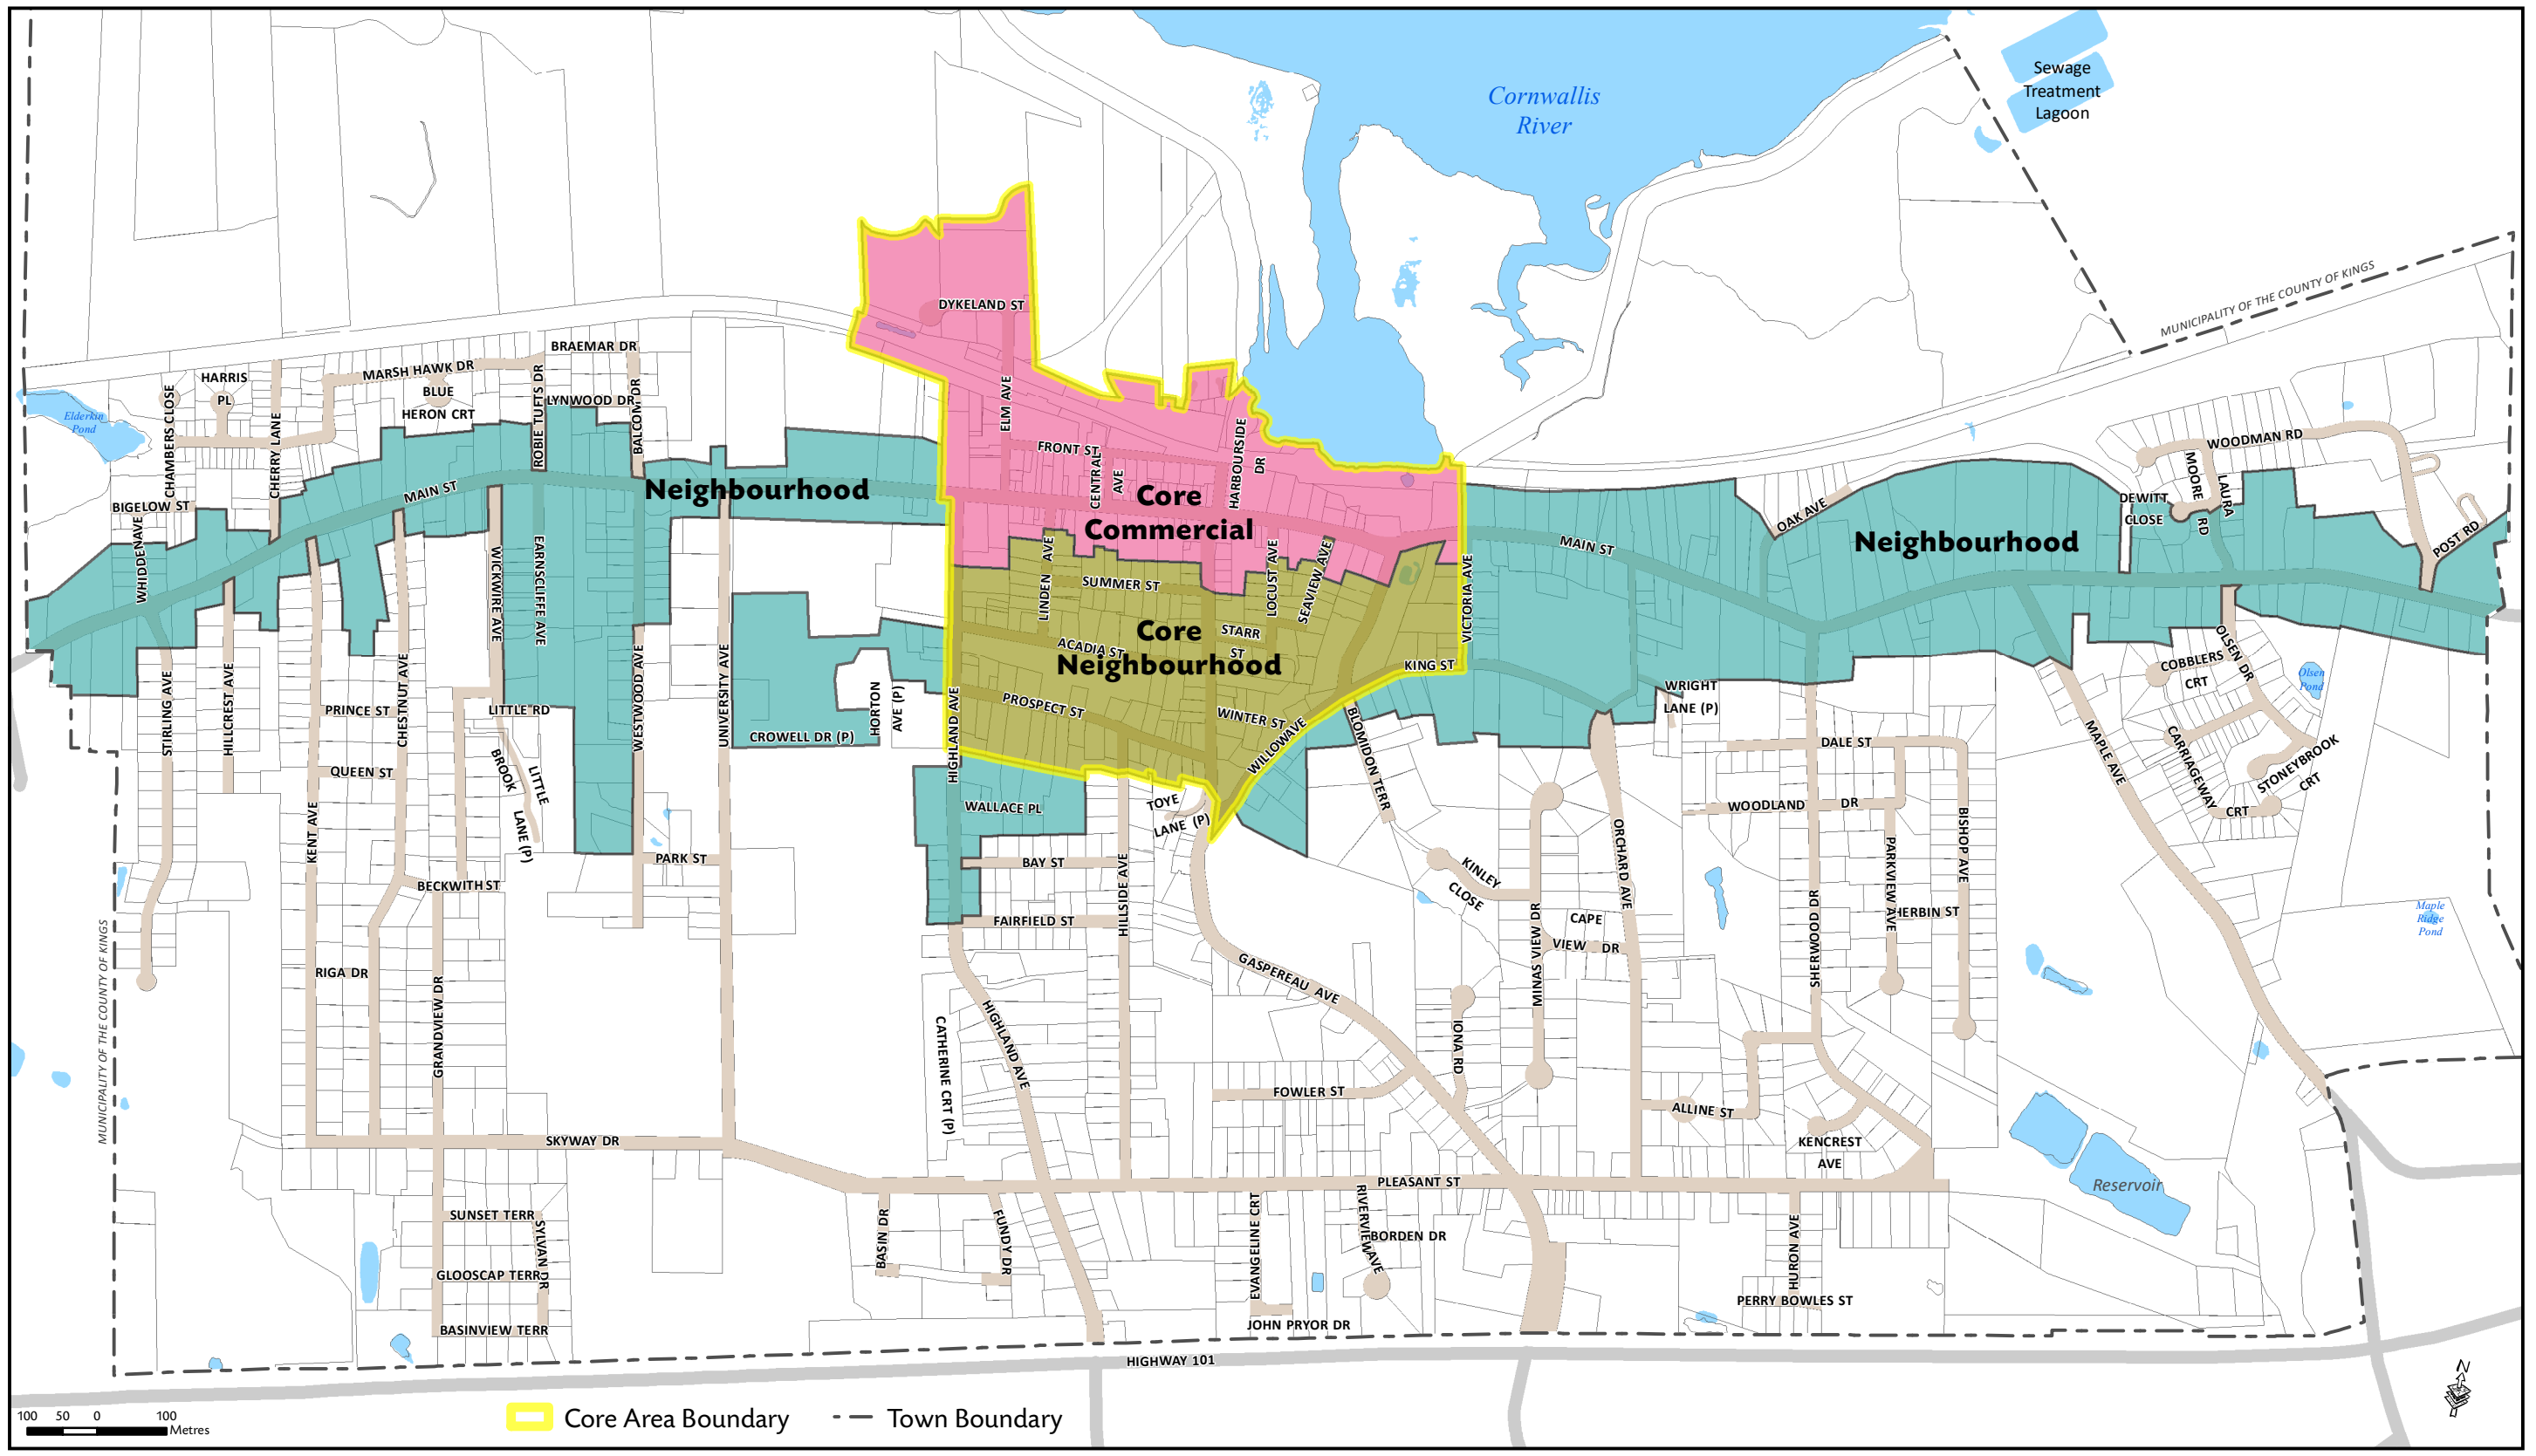 Cornwallis
River
Sewage
Treatment
Lagoon
MUNICIPALITY OF THE COUNTY OF KINGS
DYKELAND ST
BRAEMAR DR
MARSH HAWK DR
HARRIS
PL
BLUE
HERON CRT
LYNWOOD DR
ROBIE TUFTS DR
BALCOM DR
CHAMBERS CLOSE
CHERRY LANE
Elderkin
Pond
ELM AVE
FRONT ST
CENTRAL
AVE
HARBOURSIDE
DR
WOODMAN RD
MOORE
RD
LAURA
DEWITT
CLOSE
OAK AVE
POST RD
BIGELOW ST
MAIN ST
Neighbourhood
Core
Commercial
MAIN ST
Neighbourhood
WHIDDENAVE
WICKWIRE AVE
EARNSCLIFFE AVE
LINDEN AVE
SUMMER ST
LOCUST AVE
SEAVIEW AVE
VICTORIA AVE
Core
Neighbourhood
ACADIA ST
STARR
ST
KING ST
STIRLING AVE
HILLCREST AVE
CHESTNUT AVE
PRINCE ST
LITTLE RD
WESTWOOD AVE
UNIVERSITY AVE
HORTON
AVE (P)
CROWELL DR (P)
HIGHLAND AVE
PROSPECT ST
WINTER ST
WILLOWAVE
BLOMIDON TERR
WRIGHT
LANE (P)
COBBLERS
CRT
OLSEN DR
Olsen
Pond
QUEEN ST
BROOK
LITTLE
LANE (P)
KENT AVE
WALLACE PL
TOYE
LANE (P)
DALE ST
WOODLAND DR
MAPLE AVE
CARRIAGEWAY
CRT
STONEYBROOK
CRT
PARK ST
BAY ST
HILLSIDE AVE
BECKWITH ST
FAIRFIELD ST
KINLEY
CLOSE
ORCHARD AVE
CAPE
VIEW DR
MINAS VIEW DR
SHERWOOD DR
PARKVIEW AVE
BISHOP AVE
HERBIN ST
Maple
Ridge
Pond
MUNICIPALITY OF THE COUNTY OF KINGS
RIGA DR
GRANDVIEW DR
CATHERINE CRT (P)
HIGHLAND AVE
GASPEREAU AVE
IONA RD
FOWLER ST
ALLINE ST
KENCREST
AVE
SKYWAY DR
PLEASANT ST
Reservoir
SUNSET TERR
SYLVAN DR
GLOOSCAP TERR
BASINVIEW TERR
BASIN DR
FUNDY DR
EVANGELINE CRT
RIVERVIEW AVE
BORDEN DR
JOHN PRYOR DR
HURON AVE
PERRY BOWLES ST
HIGHWAY 101
N
100 50 0 100
Metres
Core Area Boundary
Town Boundary